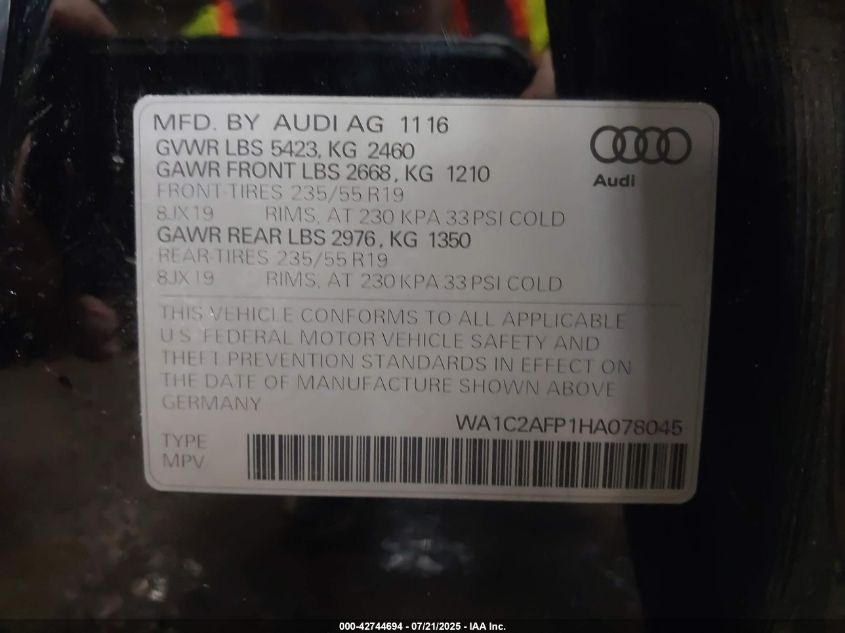 MFD. BY AUDI AG 11 16
GVWR LBS 5423, KG 2460
GAWR FRONT LBS 2668, KG 1210
FRONT-TIRES 235/55 R19
8JX19 RIMS, AT 230 KPA 33 PSI COLD
GAWR REAR LBS 2976, KG 1350
REAR-TIRES 235/55 R19
8JX19 RIMS, AT 230 KPA 33 PSI COLD
Audi
THIS VEHICLE CONFORMS TO ALL APPLICABLE
U.S. FEDERAL MOTOR VEHICLE SAFETY AND
THEFT PREVENTION STANDARDS IN EFFECT ON
THE DATE OF MANUFACTURE SHOWN ABOVE
GERMANY
WA1C2AFP1HA078045
TYPE
MPV
000-42744694 - 07/21/2025 - IAA Inc.